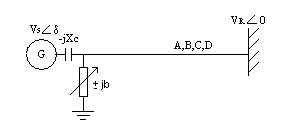 Vs∠δ
VR∠0
-jXc
A,B,C,D
G
± jb